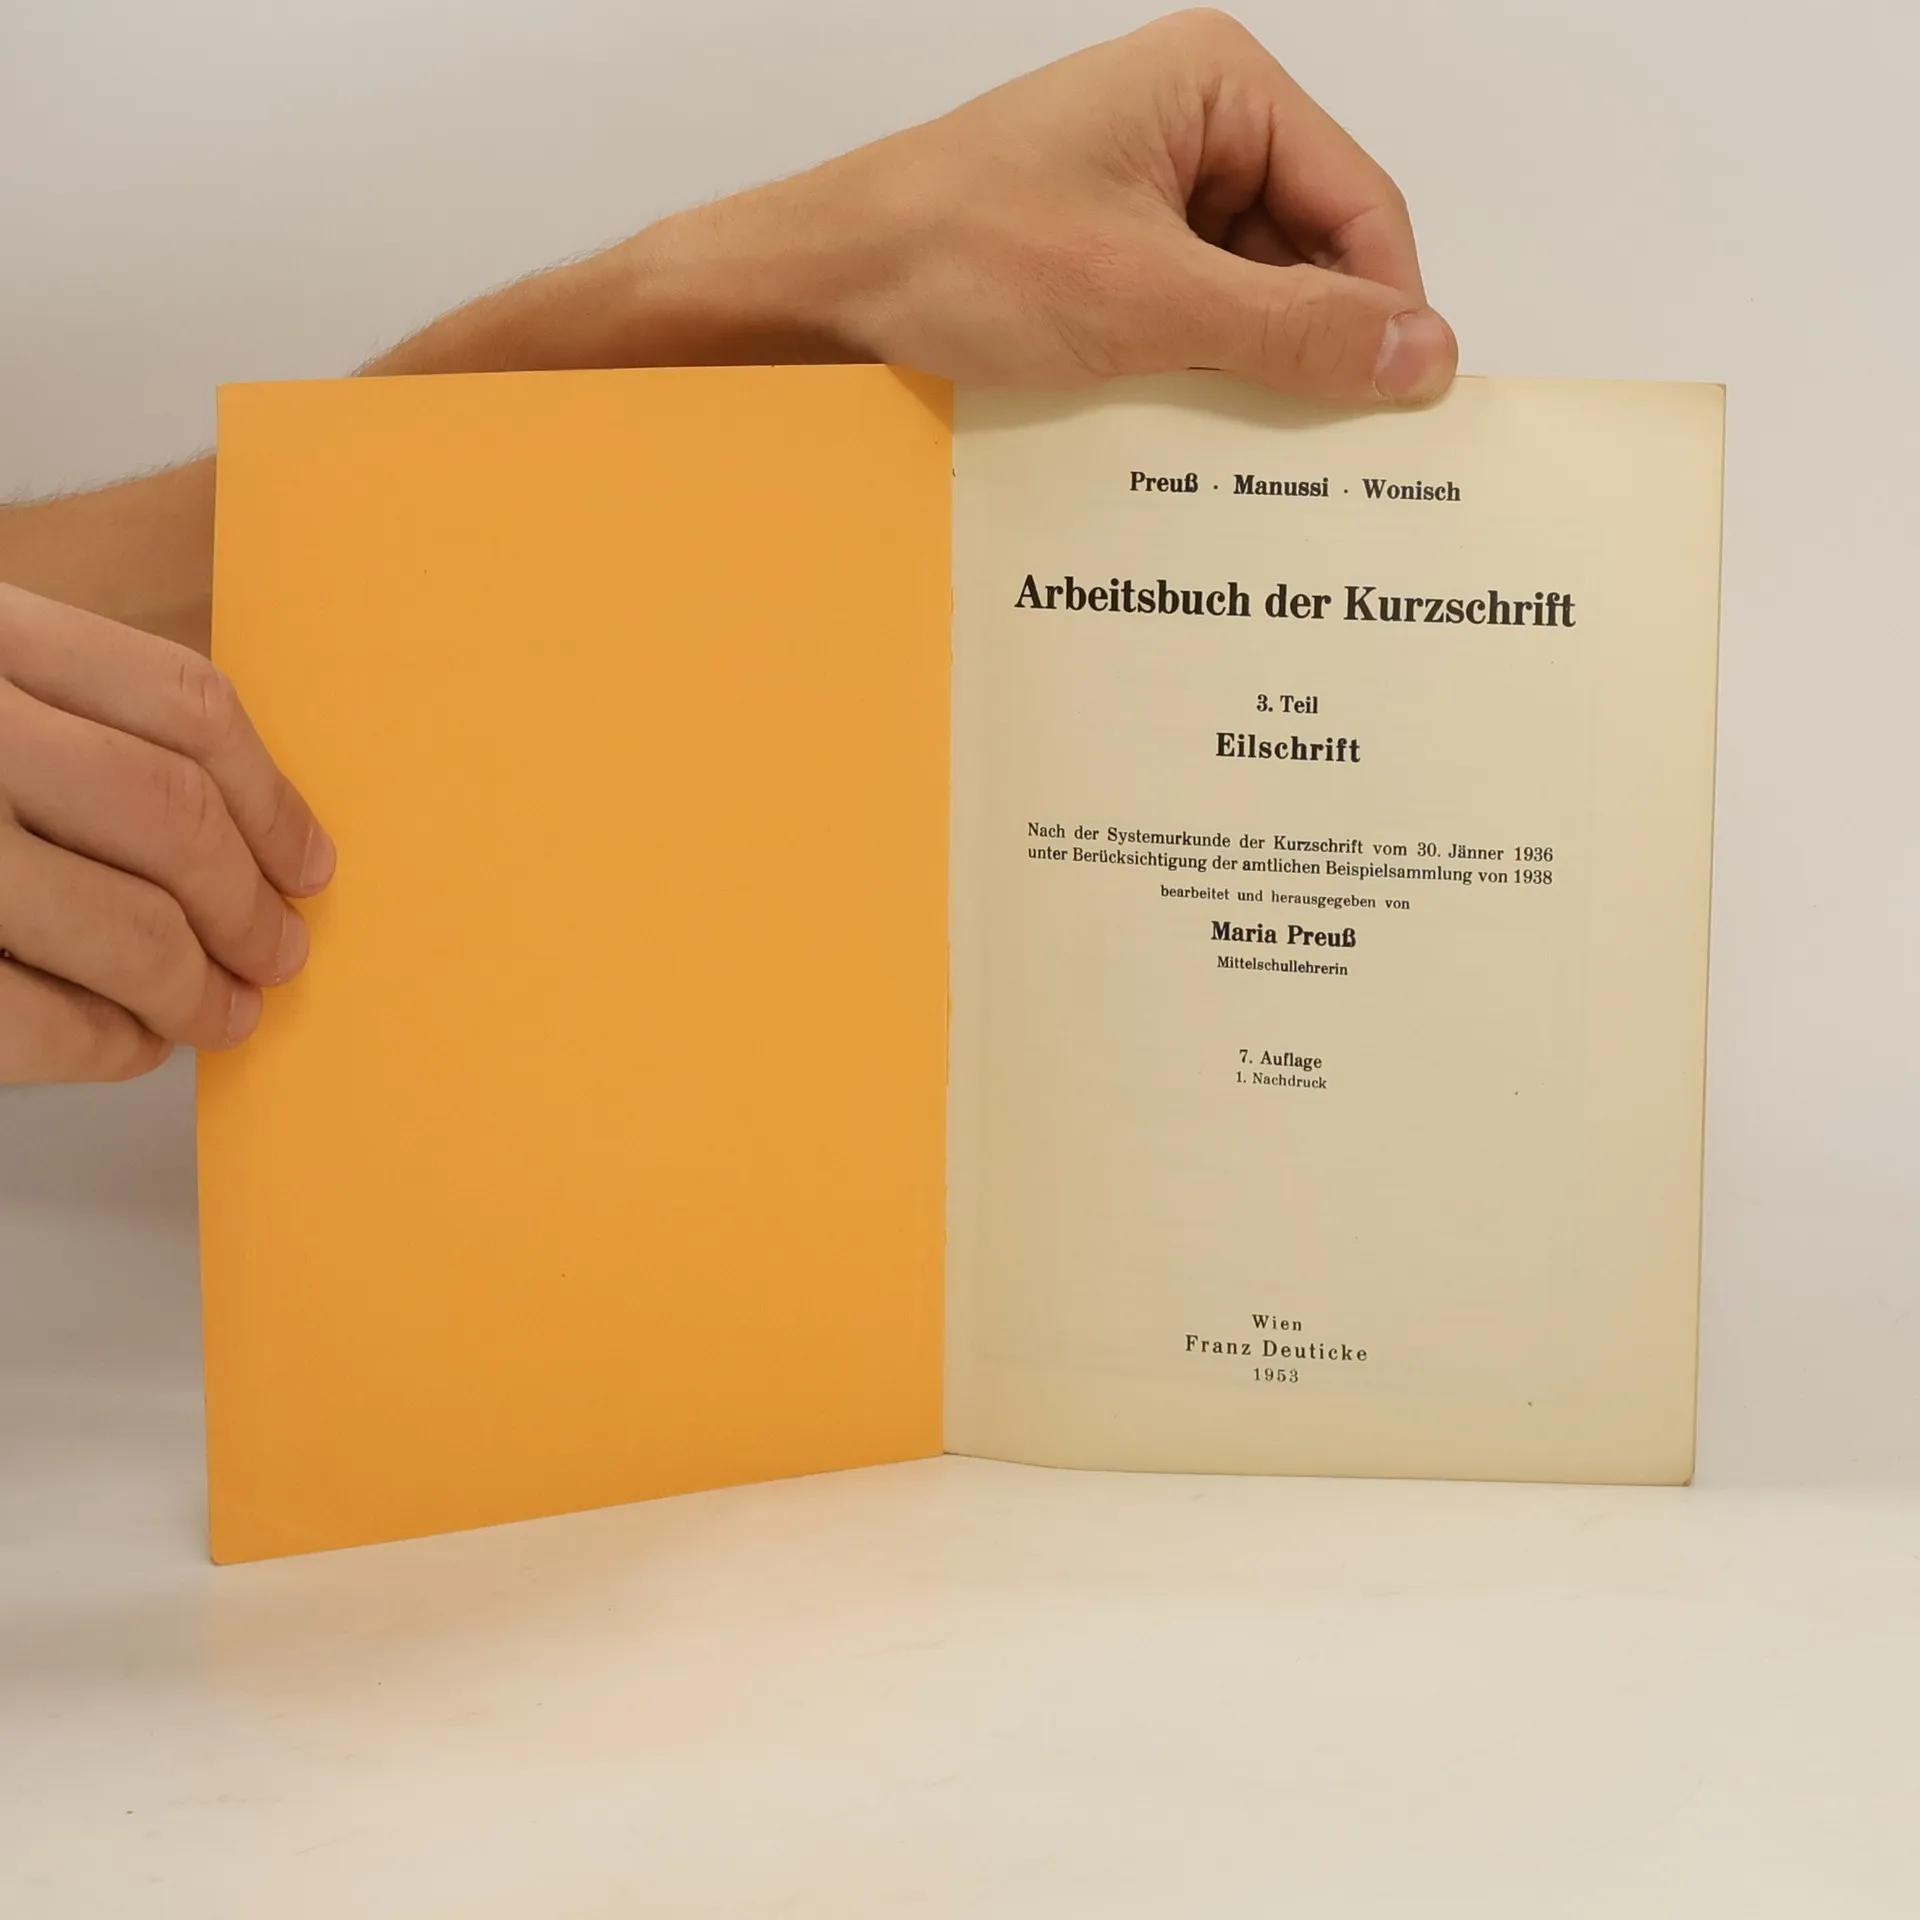 Preuß · Manussi · Wonisch
Arbeitsbuch der Kurzschrift
3. Teil
Eilschrift
Nach der Systemurkunde der Kurzschrift vom 30. Jänner 1936
unter Berücksichtigung der amtlichen Beispielsammlung von 1938
bearbeitet und herausgegeben von
Maria Preuß
Mittelschullehrerin
7. Auflage
1. Nachdruck
Wien
Franz Deuticke
1953